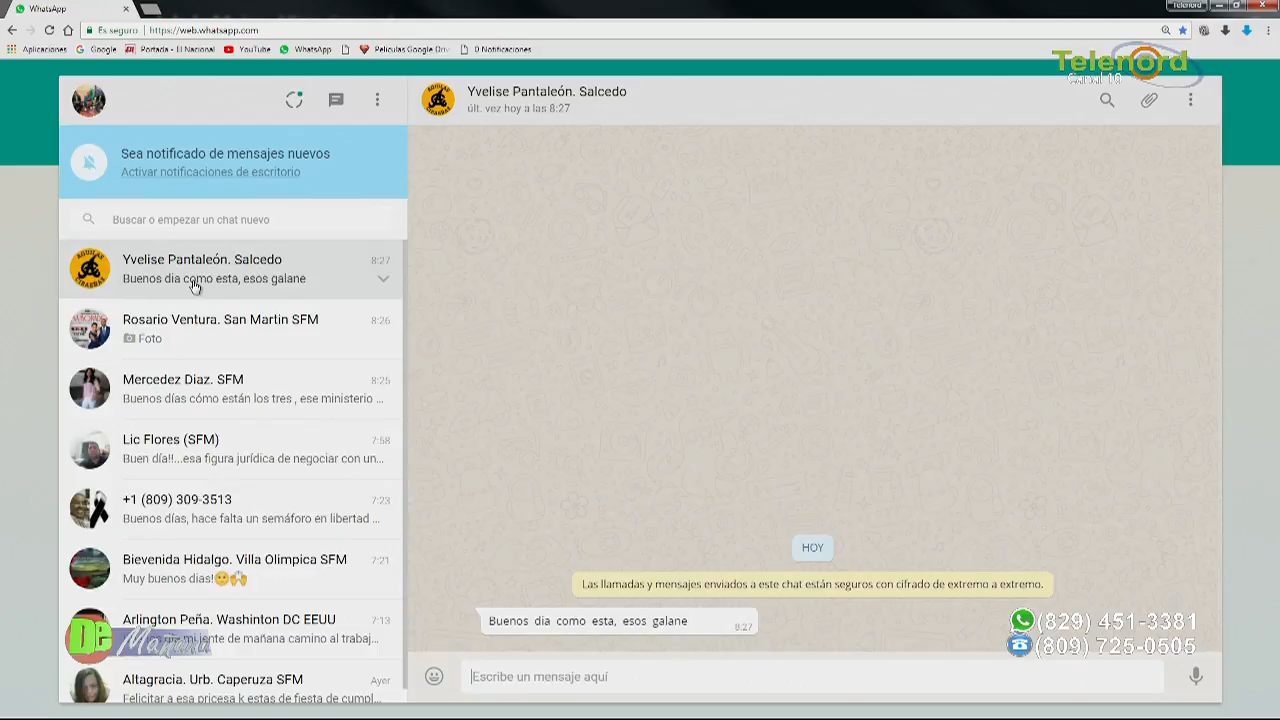 WhatsApp
Telenord
Es seguro
https://web.whatsapp.com
Aplicaciones
Google
Portada - El Nacional
YouTube
WhatsApp
Peliculas Google Driv
0 Notificaciones
Telenord
Canal 10
Yvelise Pantaleón. Salcedo
últ. vez hoy a las 8:27
Sea notificado de mensajes nuevos
Activar notificaciones de escritorio
Buscar o empezar un chat nuevo
AGUILAS
CIBAEÑAS
Yvelise Pantaleón. Salcedo 8:27
Buenos dia como esta, esos galane
Rosario Ventura. San Martin SFM 8:26
Foto
Mercedez Diaz. SFM 8:25
Buenos días cómo están los tres , ese ministerio ...
Lic Flores (SFM) 7:58
Buen día!!...esa figura jurídica de negociar con un...
+1 (809) 309-3513 7:23
Buenos días, hace falta un semáforo en libertad ...
Bievenida Hidalgo. Villa Olimpica SFM 7:21
Muy buenos dias!🙂🙌
Arlington Peña. Washinton DC EEUU 7:13
mi jente de mañana camino al trabaj...
De Mañana
Altagracia. Urb. Caperuza SFM Ayer
Felicitar a esa pricesa k estas de fiesta de cumpl...
HOY
Las llamadas y mensajes enviados a este chat están seguros con cifrado de extremo a extremo.
Buenos dia como esta, esos galane
8:27
(829) 451-3381
(809) 725-0505
Escribe un mensaje aquí